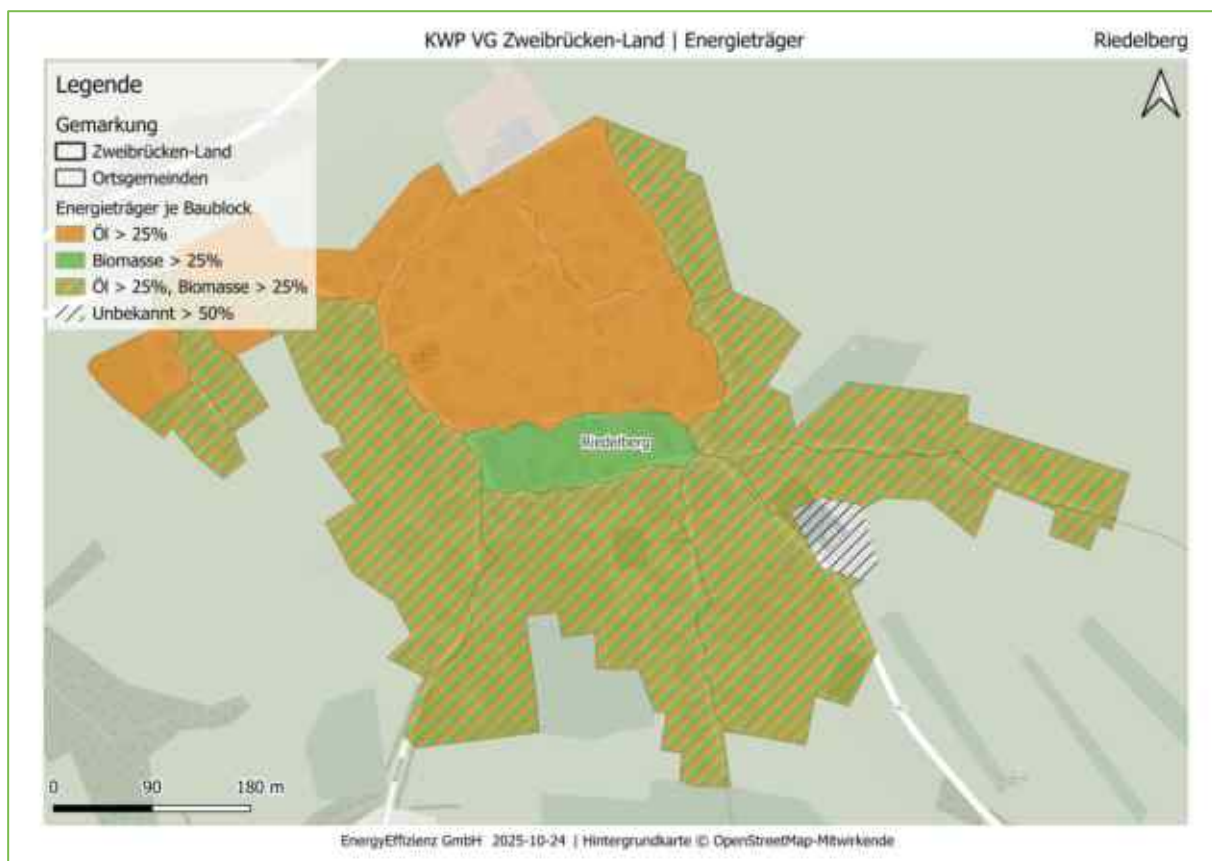 KWP VG Zweibrücken-Land | Energieträger
Riedelberg
Legende
Gemarkung
Zweibrücken-Land
Ortsgemeinden
Energieträger je Baublock
Öl > 25%
Biomasse > 25%
Öl > 25%, Biomasse > 25%
Unbekannt > 50%
Riedelberg
0 90 180 m
EnergyEffizienz GmbH 2025-10-24 | Hintergrundkarte © OpenStreetMap-Mitwirkende